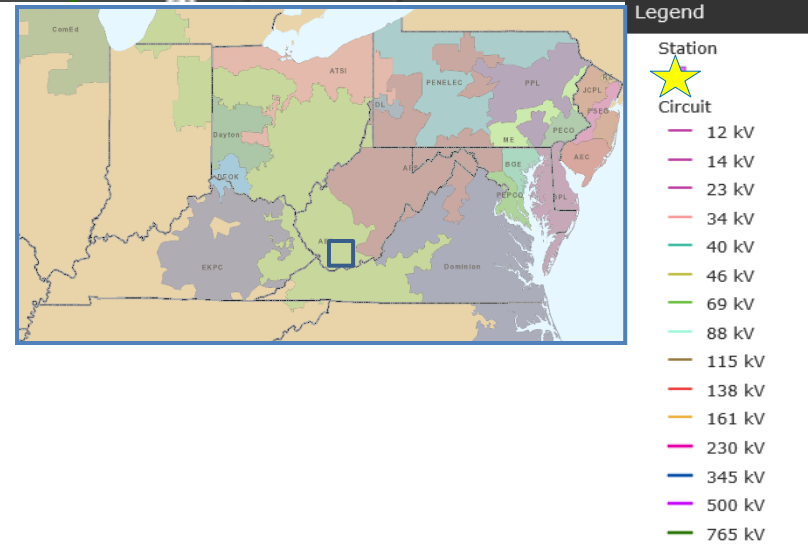 Legend
Station
Circuit
12 kV
14 kV
23 kV
34 kV
40 kV
46 kV
69 kV
88 kV
115 kV
138 kV
161 kV
230 kV
345 kV
500 kV
765 kV
ComEd
ATSI
PENELEC
PPL
RE
JCPL
PSEG
DL
Dayton
ME
PECO
AEC
BGE
DEOK
PEPCO
EKPC
Dominion